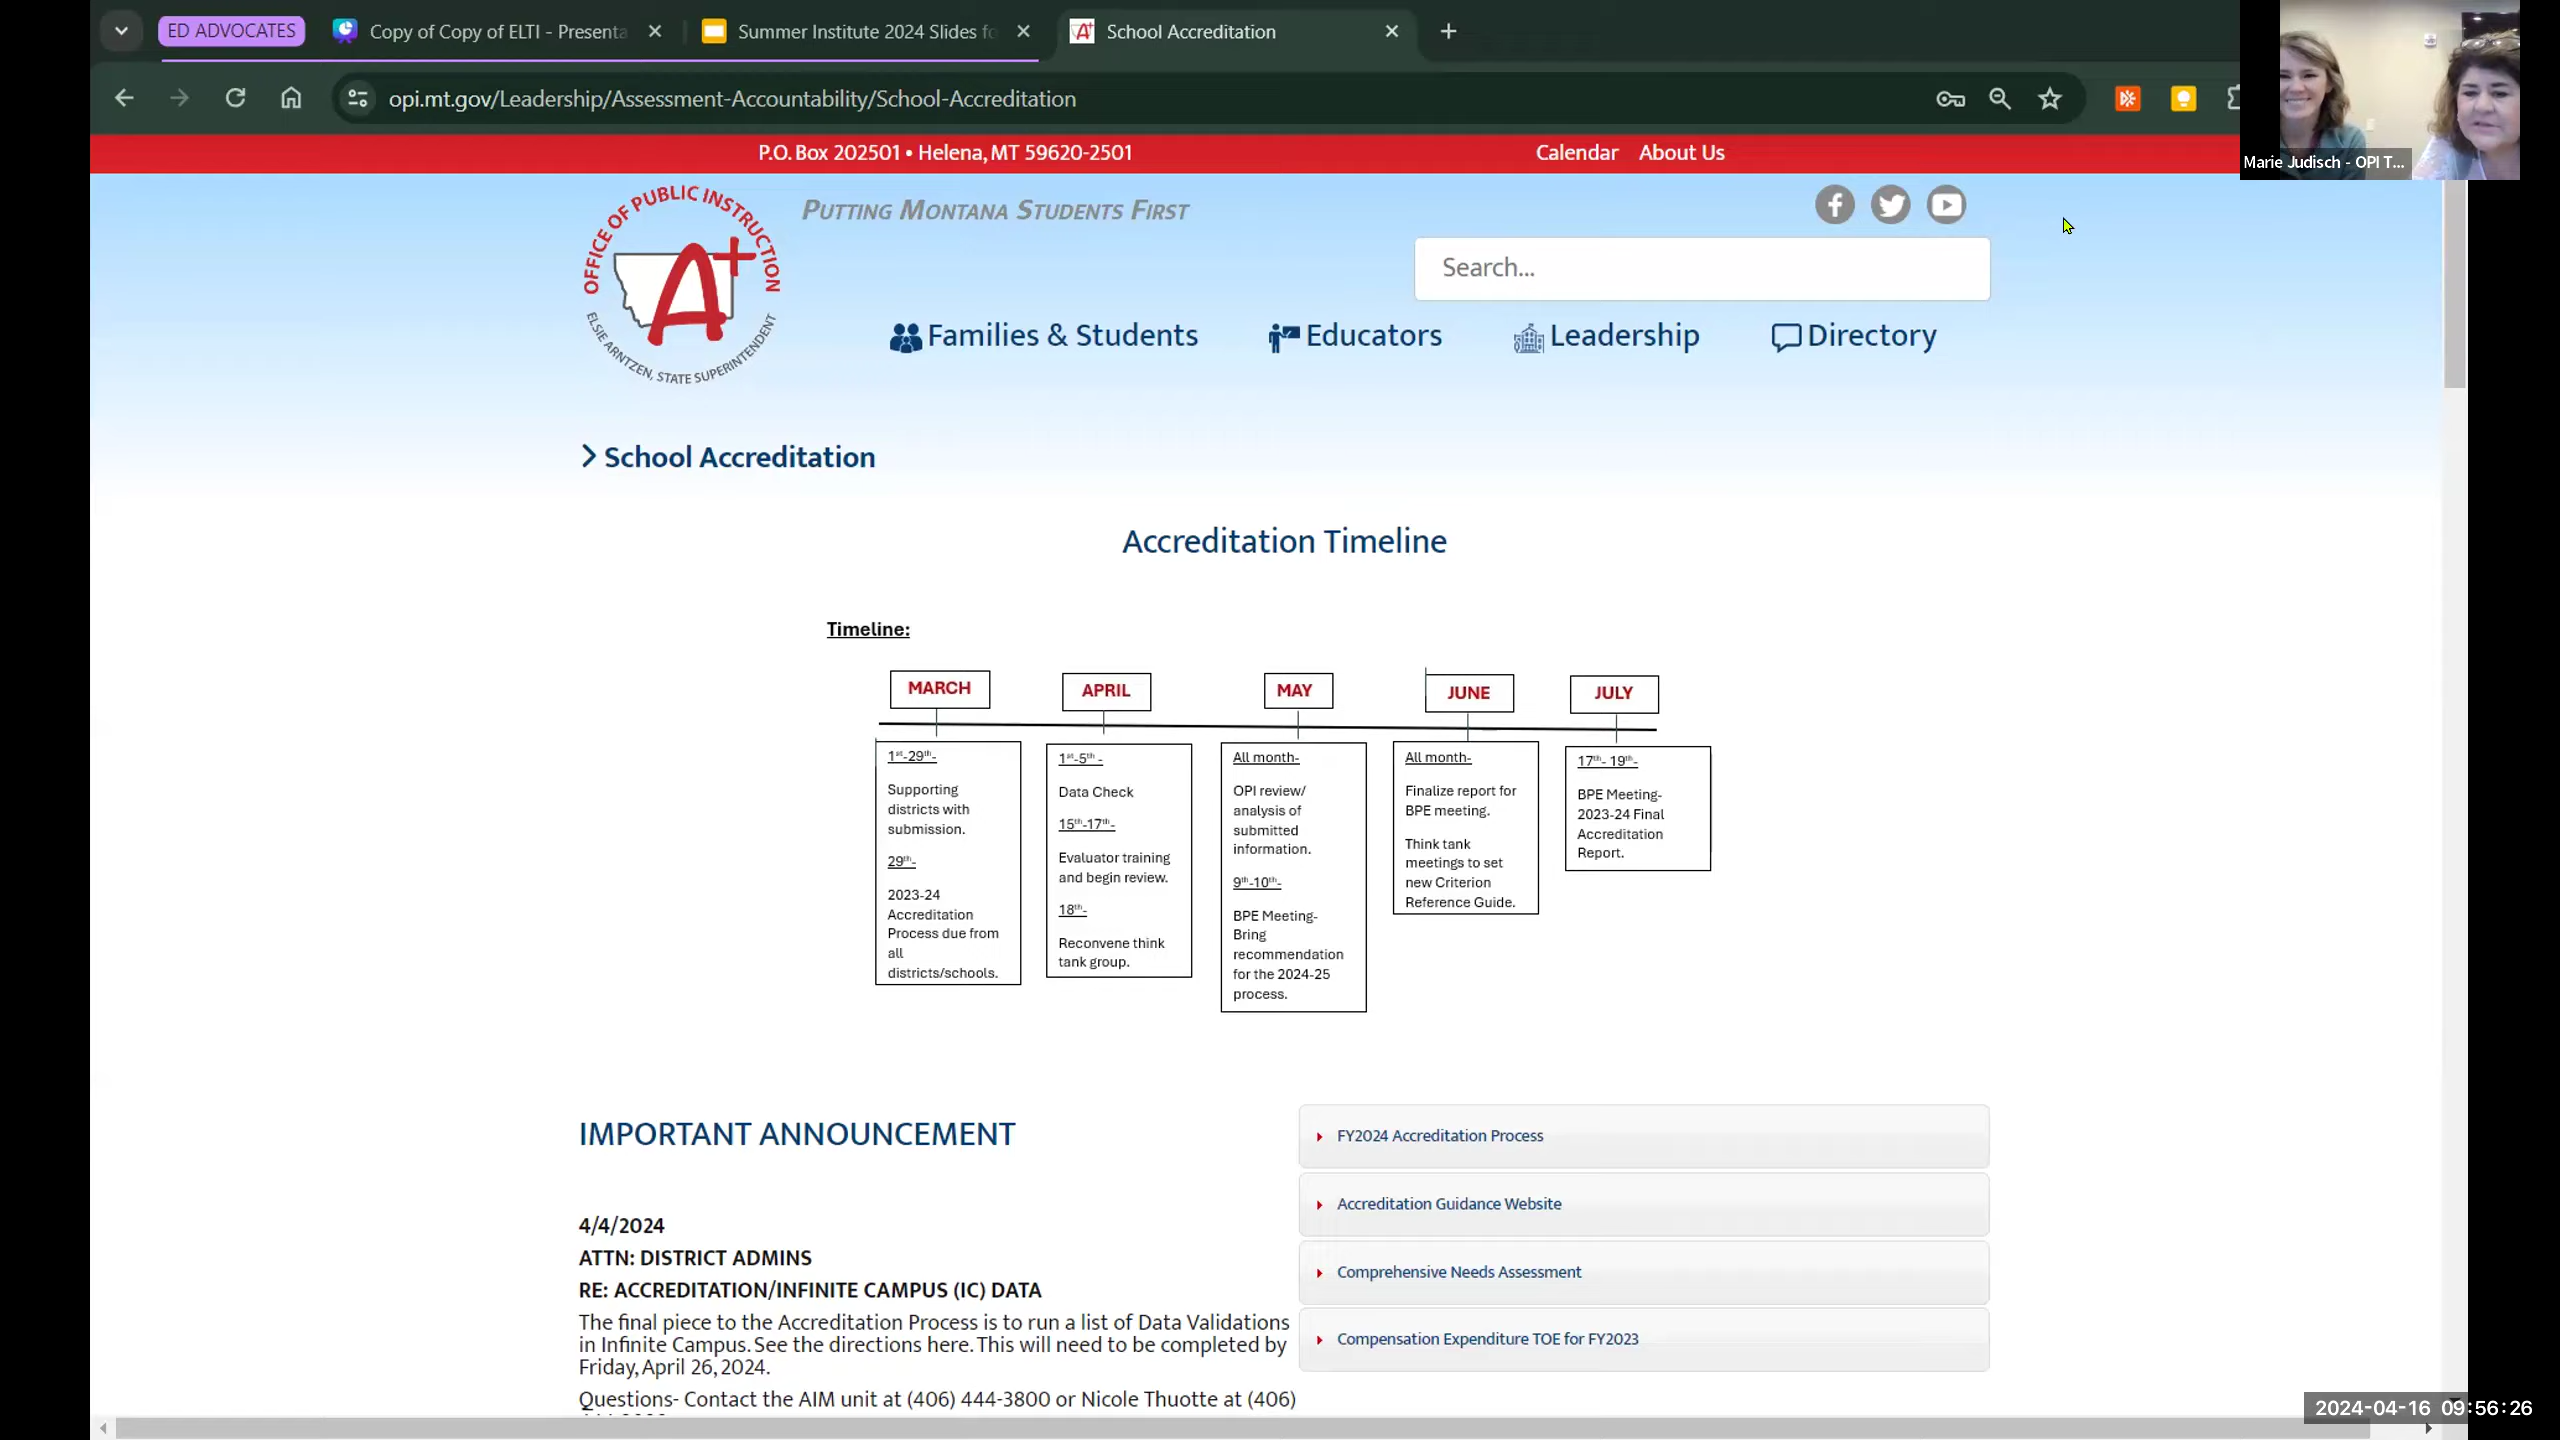 ED ADVOCATES
Copy of Copy of ELTI - Presenta
Summer Institute 2024 Slides fo
School Accreditation
opi.mt.gov/Leadership/Assessment-Accountability/School-Accreditation
Marie Judisch - OPI T...
P.O. Box 202501 • Helena, MT 59620-2501
Calendar About Us
OFFICE OF PUBLIC INSTRUCTION
A+
ELSIE ARNTZEN, STATE SUPERINTENDENT
PUTTING MONTANA STUDENTS FIRST
Search...
Families & Students
Educators
Leadership
Directory
School Accreditation
Accreditation Timeline
Timeline:
MARCH
1st-29th-
Supporting
districts with
submission.
29th-
2023-24
Accreditation
Process due from
all
districts/schools.
APRIL
1st-5th -
Data Check
15th-17th-
Evaluator training
and begin review.
18th-
Reconvene think
tank group.
MAY
All month-
OPI review/
analysis of
submitted
information.
9th-10th-
BPE Meeting-
Bring
recommendation
for the 2024-25
process.
JUNE
All month-
Finalize report for
BPE meeting.
Think tank
meetings to set
new Criterion
Reference Guide.
JULY
17th- 19th-
BPE Meeting-
2023-24 Final
Accreditation
Report.
IMPORTANT ANNOUNCEMENT
4/4/2024
ATTN: DISTRICT ADMINS
RE: ACCREDITATION/INFINITE CAMPUS (IC) DATA
The final piece to the Accreditation Process is to run a list of Data Validations
in Infinite Campus. See the directions here. This will need to be completed by
Friday, April 26, 2024.
Questions- Contact the AIM unit at (406) 444-3800 or Nicole Thuotte at (406)
FY2024 Accreditation Process
Accreditation Guidance Website
Comprehensive Needs Assessment
Compensation Expenditure TOE for FY2023
2024-04-16 09:56:26